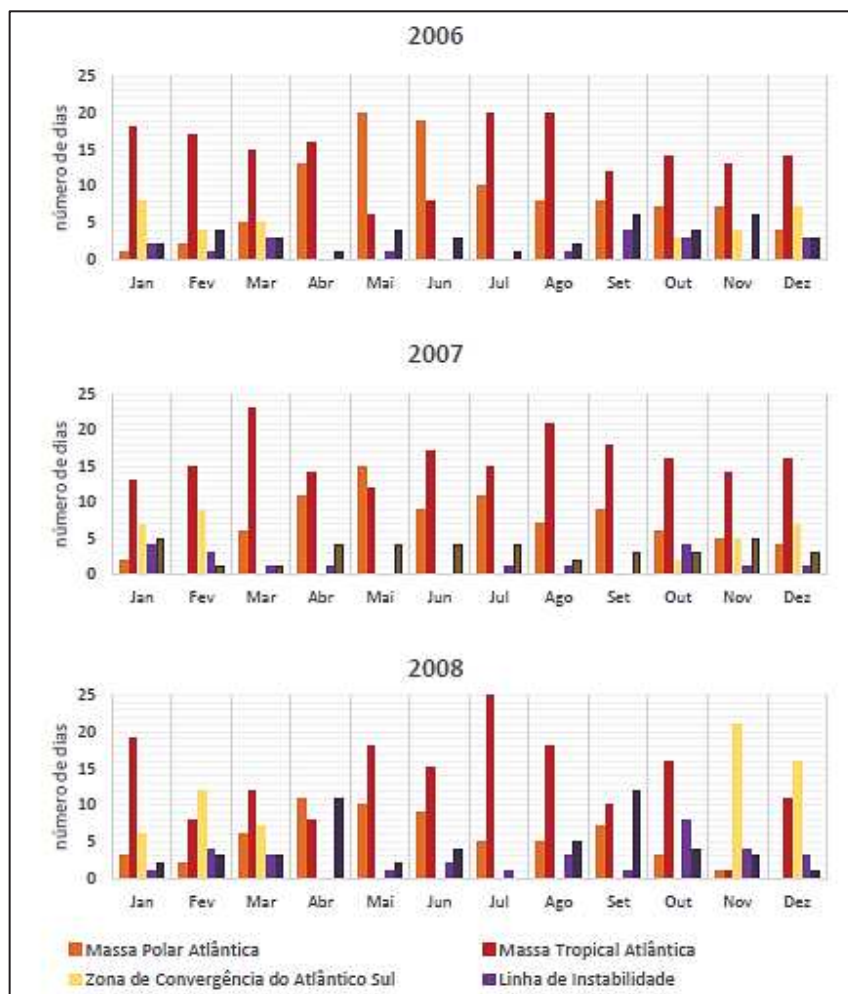 2006
25
20
15
10
5
0
número de dias
Jan Fev Mar Abr Mai Jun Jul Ago Set Out Nov Dez
2007
25
20
15
10
5
0
número de dias
Jan Fev Mar Abr Mai Jun Jul Ago Set Out Nov Dez
2008
25
20
15
10
5
0
número de dias
Jan Fev Mar Abr Mai Jun Jul Ago Set Out Nov Dez
Massa Polar Atlântica Massa Tropical Atlântica
Zona de Convergência do Atlântico Sul Linha de Instabilidade